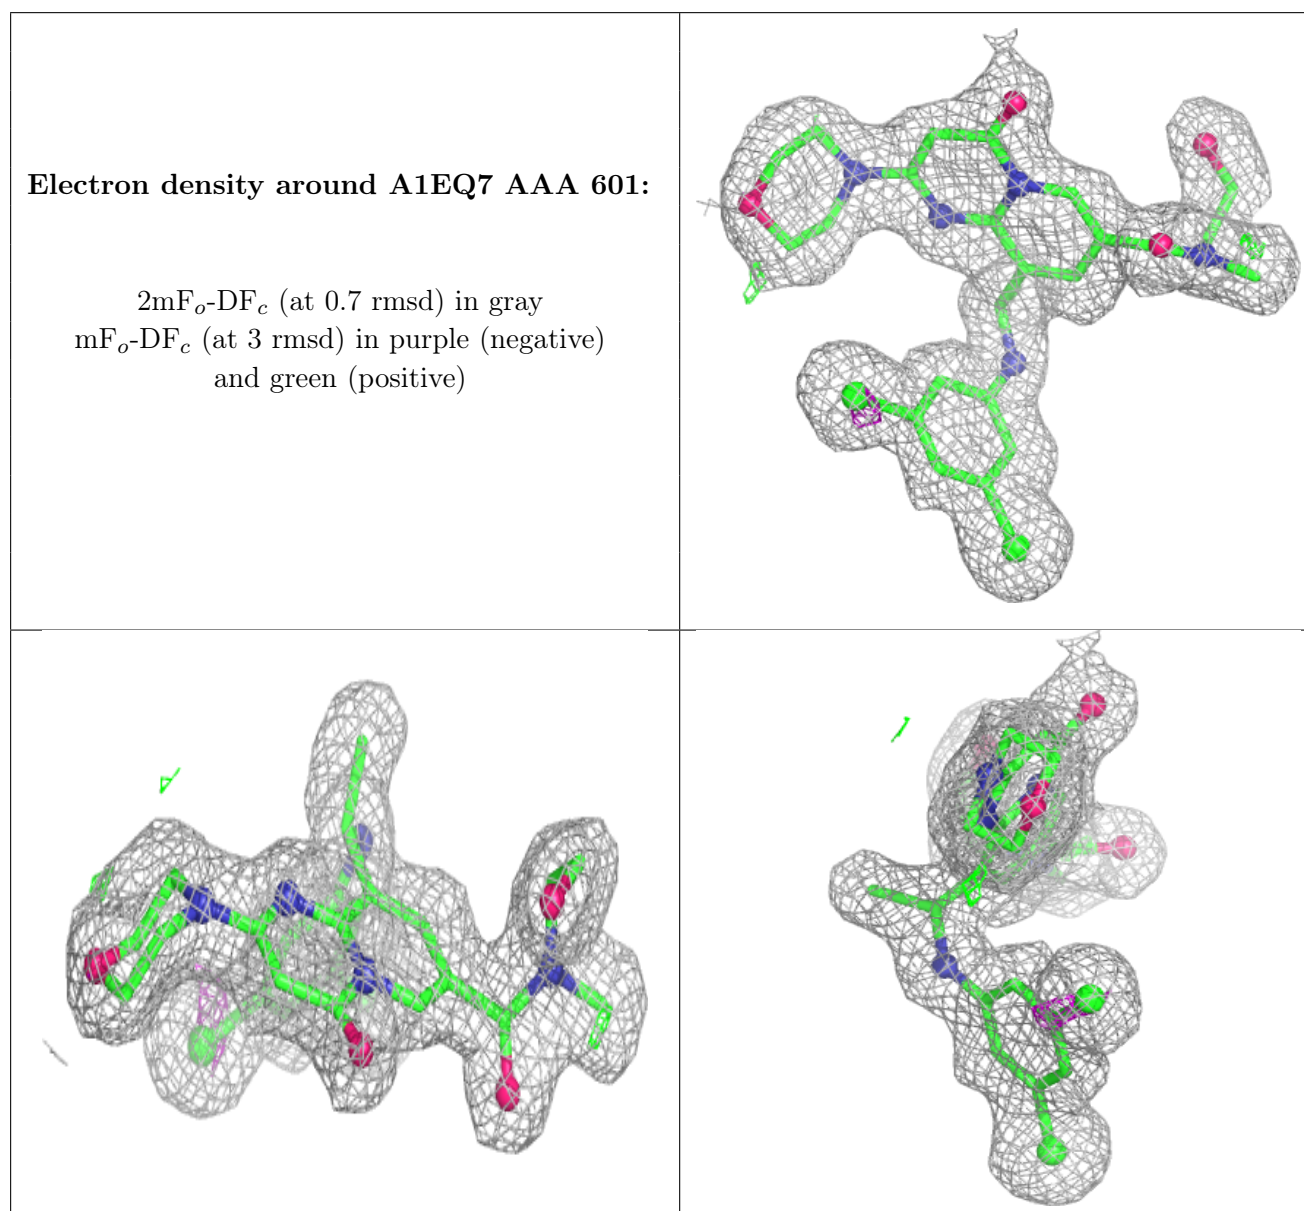 Electron density around A1EQ7 AAA 601:
2mFₒ-DF𝒸 (at 0.7 rmsd) in gray
mFₒ-DF𝒸 (at 3 rmsd) in purple (negative)
and green (positive)